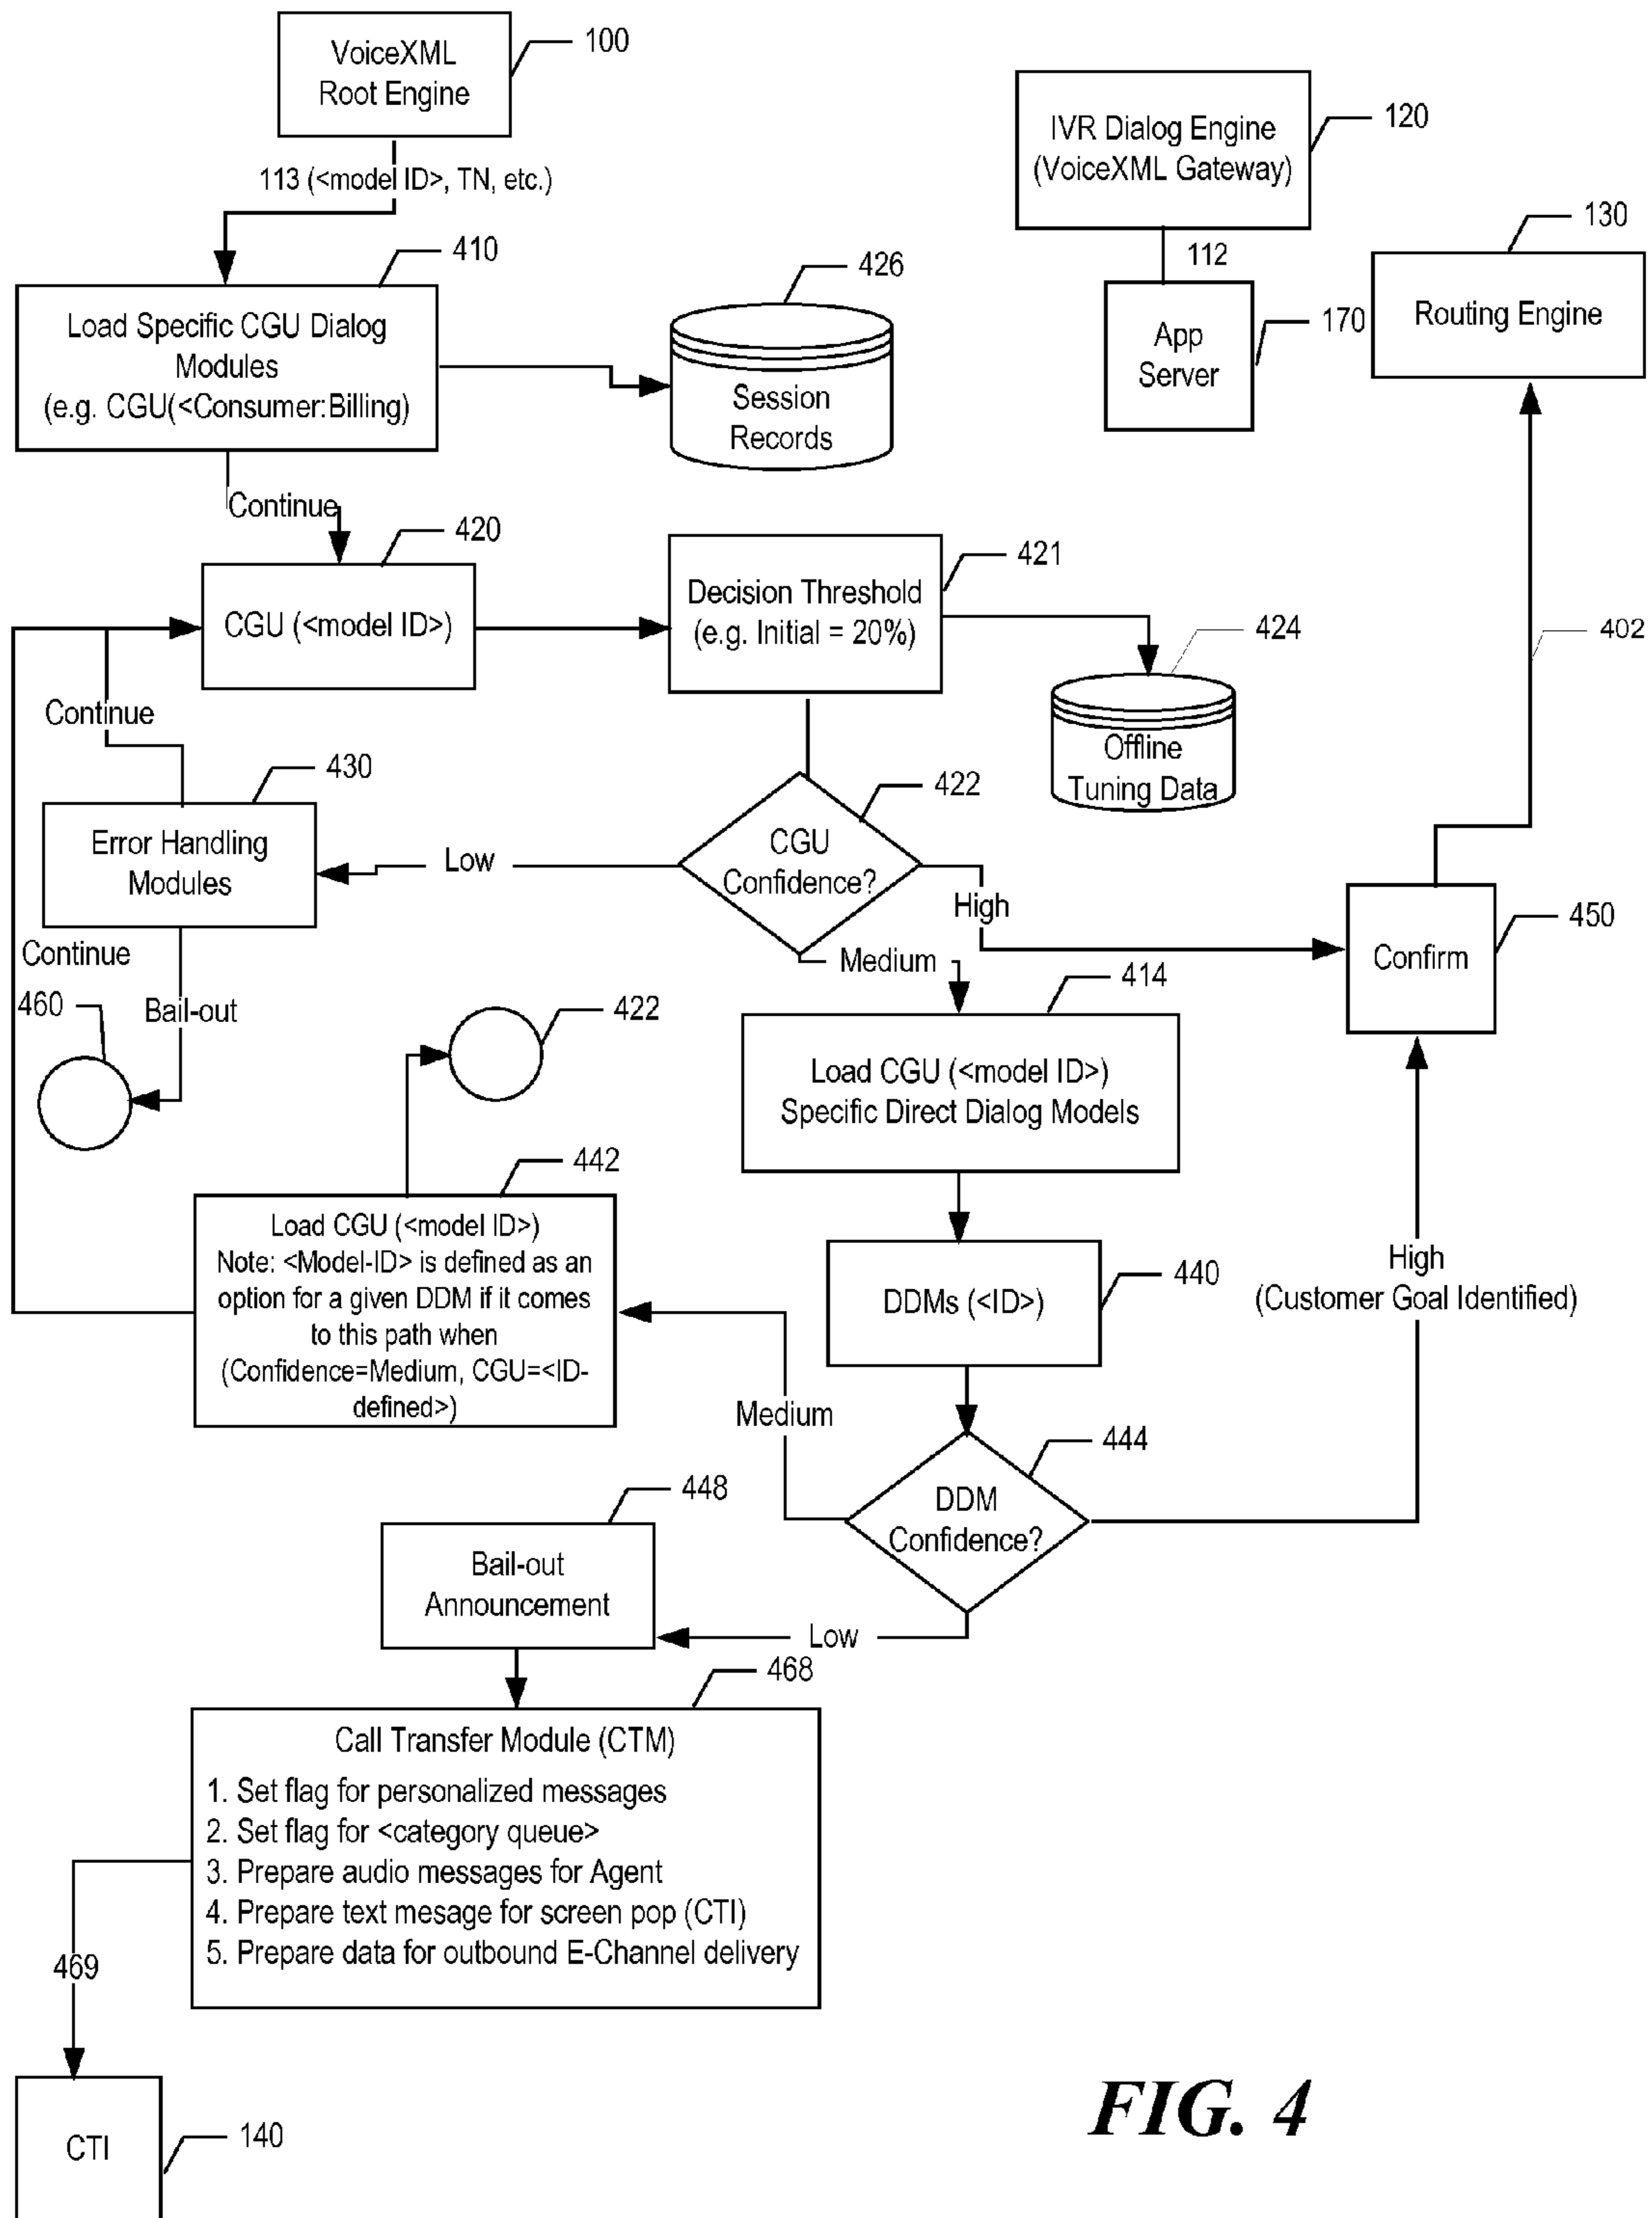 VoiceXML
Root Engine
100
113 (<model ID>, TN, etc.)
IVR Dialog Engine
(VoiceXML Gateway)
120
112
App
Server
170
130
Routing Engine
410
Load Specific CGU Dialog
Modules
(e.g. CGU(<Consumer:Billing)
426
Session
Records
Continue
420
CGU (<model ID>)
421
Decision Threshold
(e.g. Initial = 20%)
424
Offline
Tuning Data
402
Continue
430
Error Handling
Modules
Low
422
CGU
Confidence?
High
Medium
450
Confirm
Continue
460
Bail-out
422
414
Load CGU (<model ID>)
Specific Direct Dialog Models
442
Load CGU (<model ID>)
Note: <Model-ID> is defined as an
option for a given DDM if it comes
to this path when
(Confidence=Medium, CGU=<ID-
defined>)
440
DDMs (<ID>)
High
(Customer Goal Identified)
Medium
444
DDM
Confidence?
448
Bail-out
Announcement
Low
468
Call Transfer Module (CTM)
1. Set flag for personalized messages
2. Set flag for <category queue>
3. Prepare audio messages for Agent
4. Prepare text mesage for screen pop (CTI)
5. Prepare data for outbound E-Channel delivery
469
CTI
140
FIG. 4